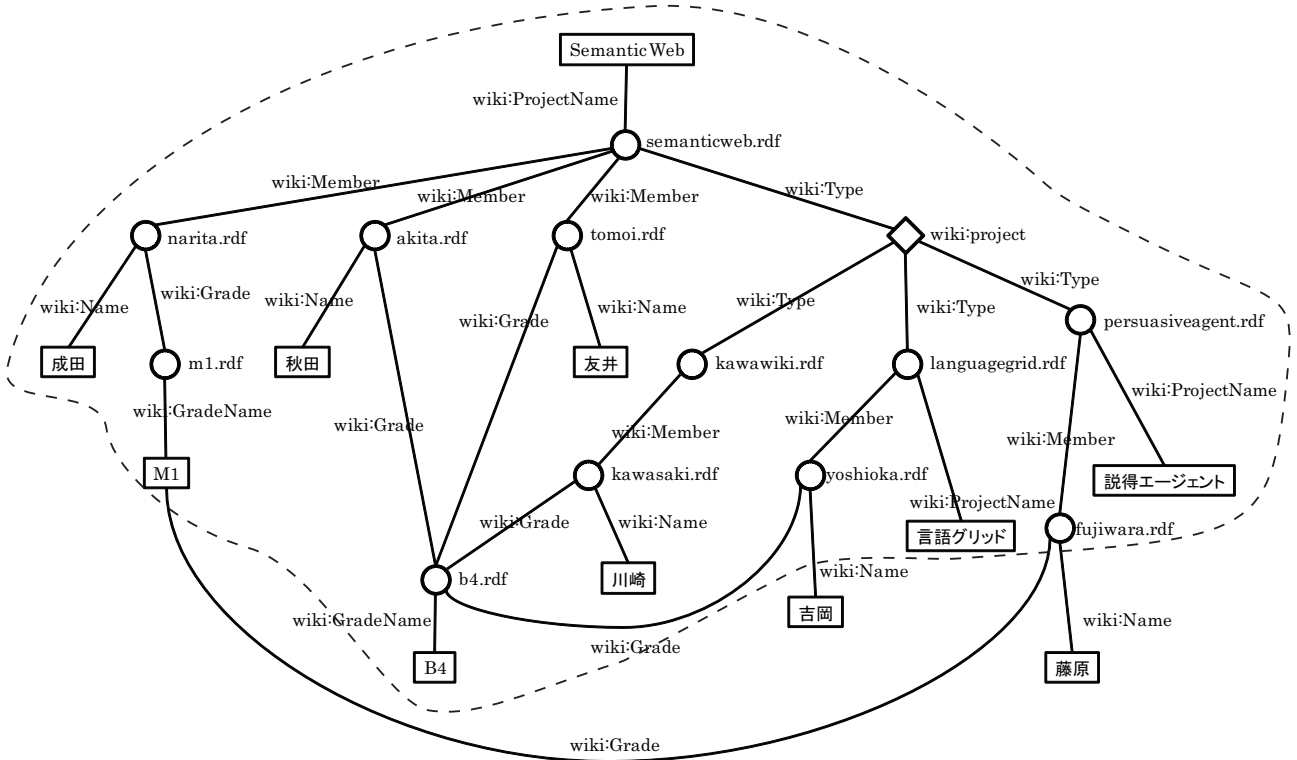 Semantic Web
wiki:ProjectName
semanticweb.rdf
wiki:Member
wiki:Member
wiki:Member
wiki:Type
narita.rdf
akita.rdf
tomoi.rdf
wiki:project
wiki:Name
wiki:Grade
wiki:Name
wiki:Grade
wiki:Name
wiki:Type
wiki:Type
wiki:Type
persuasiveagent.rdf
成田
m1.rdf
秋田
友井
kawawiki.rdf
languagegrid.rdf
wiki:GradeName
wiki:Grade
wiki:Member
wiki:Member
wiki:Member
wiki:ProjectName
M1
kawasaki.rdf
yoshioka.rdf
説得エージェント
wiki:Grade
wiki:Name
wiki:ProjectName
言語グリッド
fujiwara.rdf
b4.rdf
川崎
wiki:Name
吉岡
wiki:GradeName
wiki:Grade
wiki:Name
B4
藤原
wiki:Grade